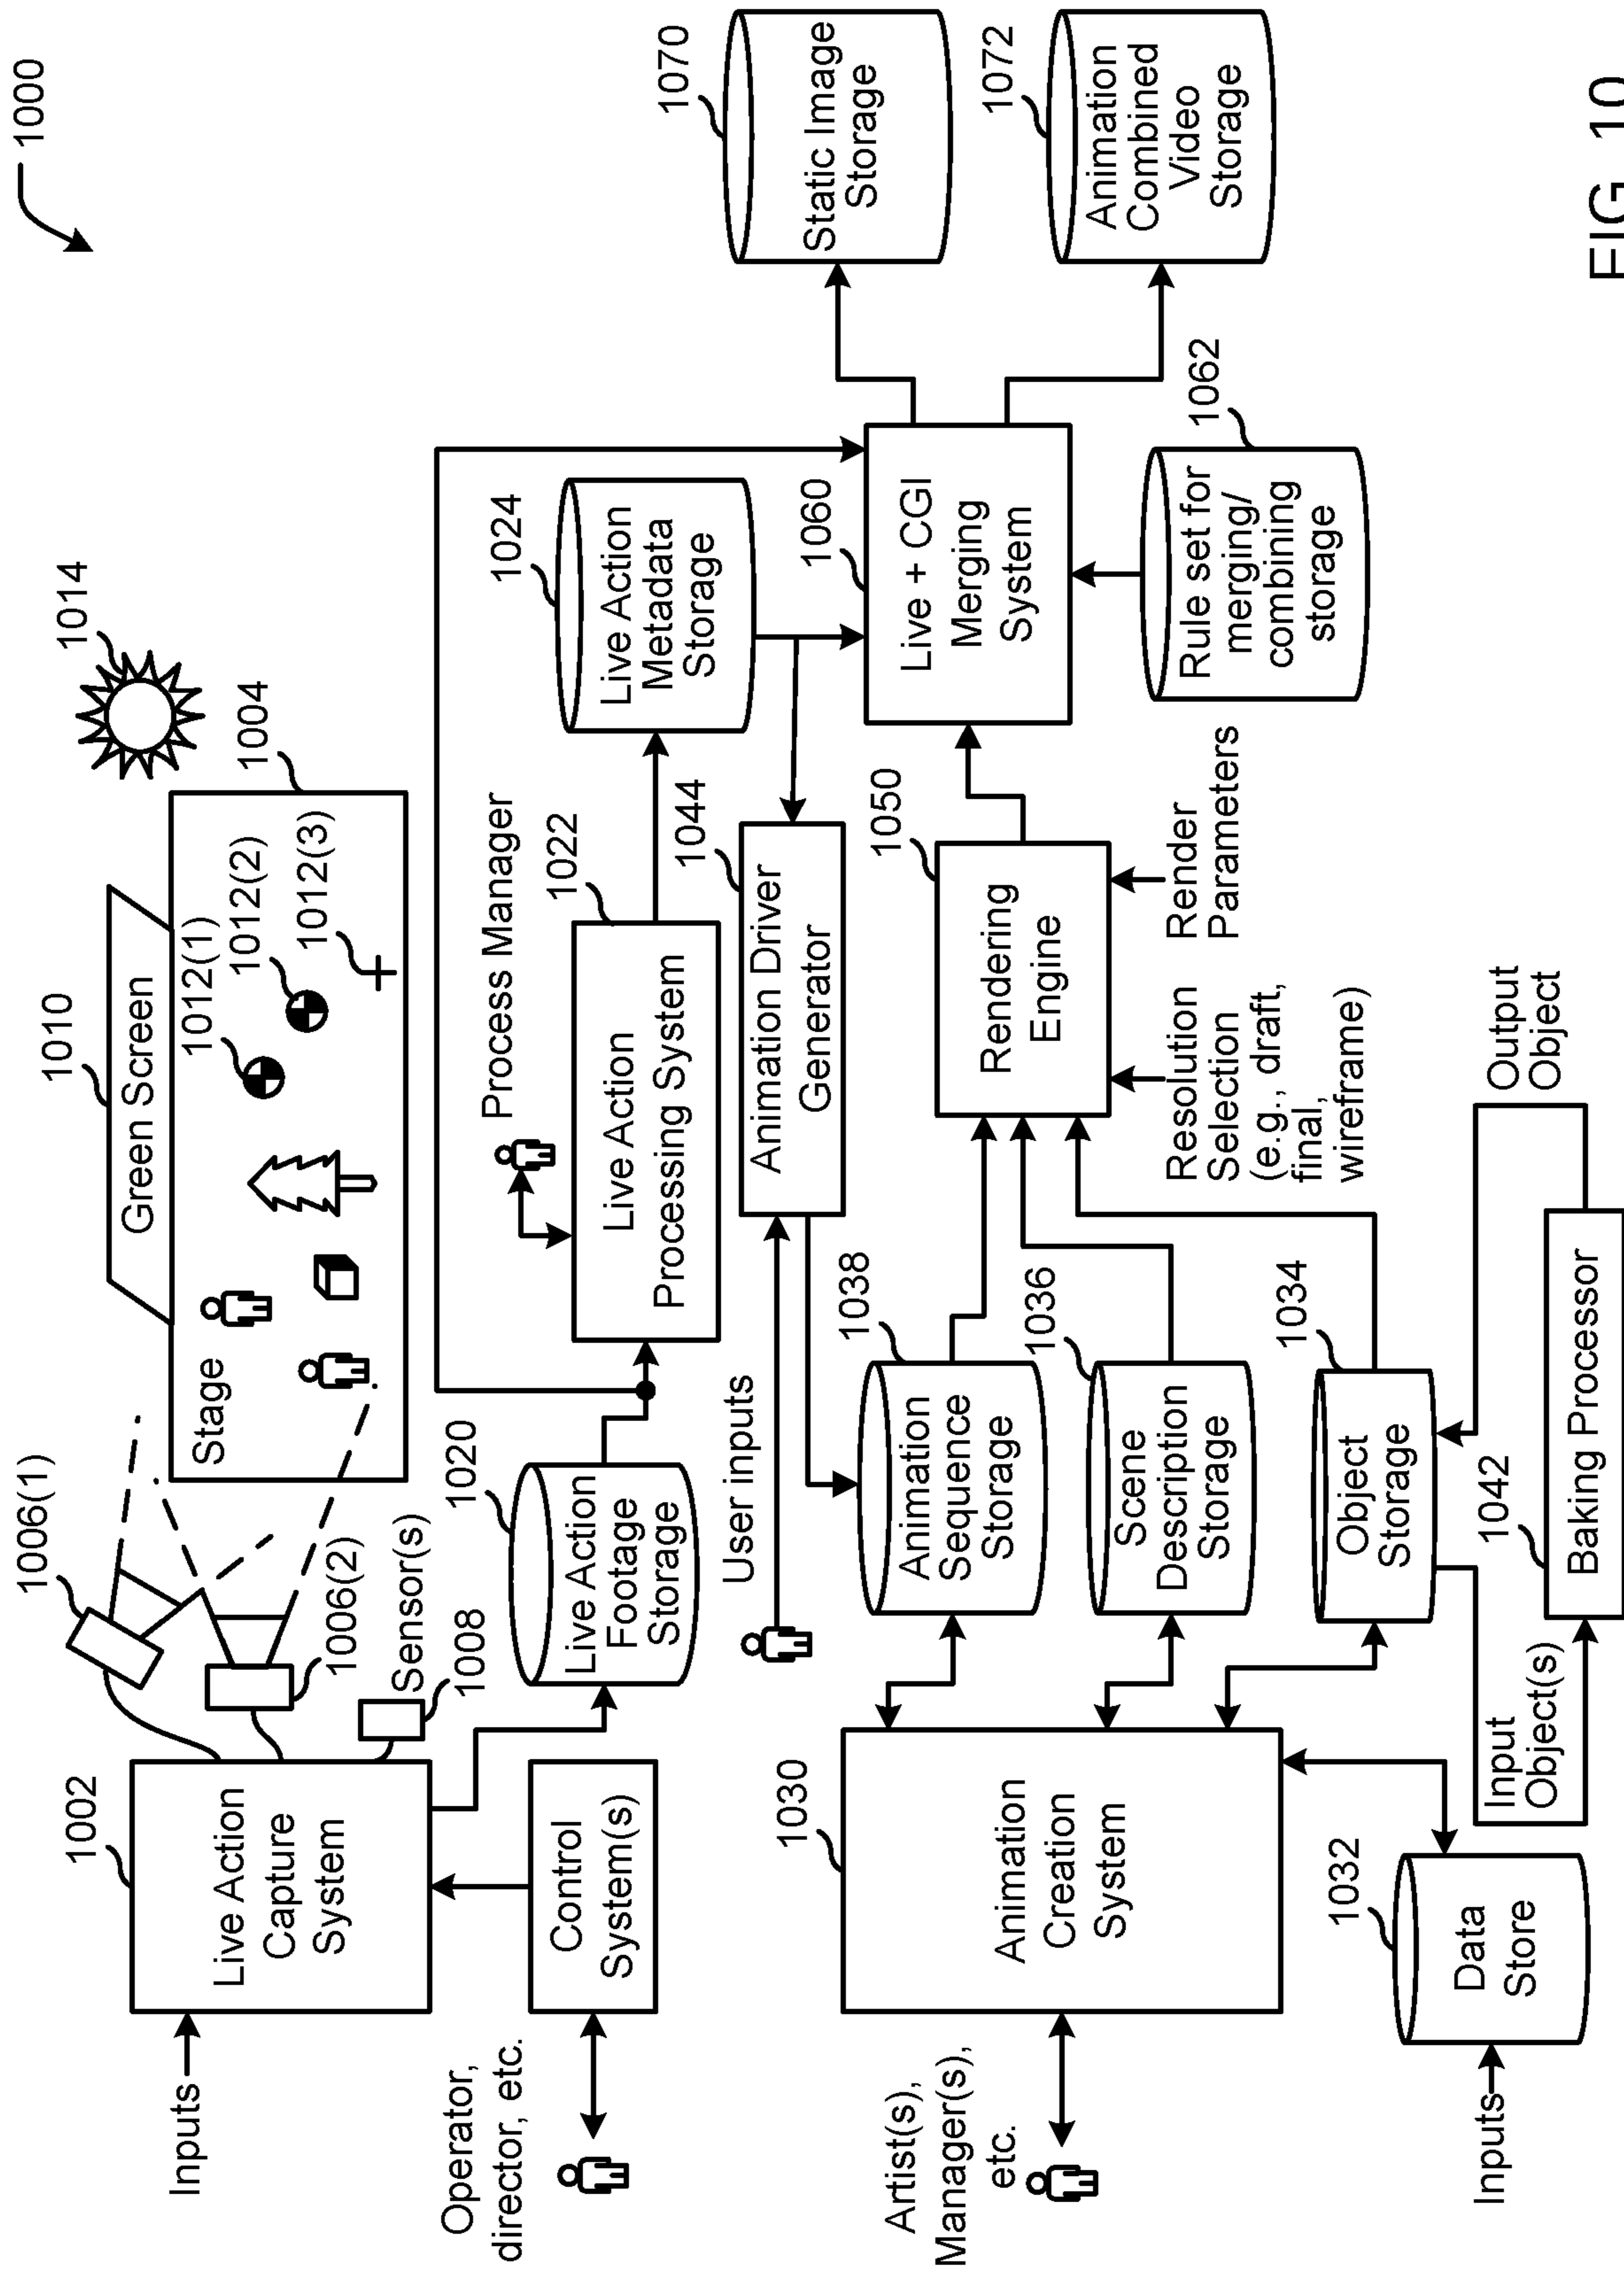 1000
1010
Green Screen
1014
1006(1)
1006(2)
Stage
1012(1)
1012(2)
1012(3)
1004
1002
Inputs
Live Action
Capture
System
Sensor(s)
1008
Operator,
director, etc.
Control
System(s)
1020
Live Action
Footage
Storage
Process Manager
1022
Live Action
Processing System
1024
Live Action
Metadata
Storage
User inputs
1044
Animation Driver
Generator
1070
Static Image
Storage
1072
Animation
Combined
Video
Storage
1060
Live + CGI
Merging
System
1062
Rule set for
merging/
combining
storage
1030
Artist(s),
Manager(s),
etc.
Animation
Creation
System
1038
Animation
Sequence
Storage
1036
Scene
Description
Storage
1034
Object
Storage
1050
Rendering
Engine
Resolution
Selection
(e.g., draft,
final,
wireframe)
Render
Parameters
1032
Inputs
Data
Store
Input
Object(s)
1042
Baking Processor
Output
Object
FIG. 10